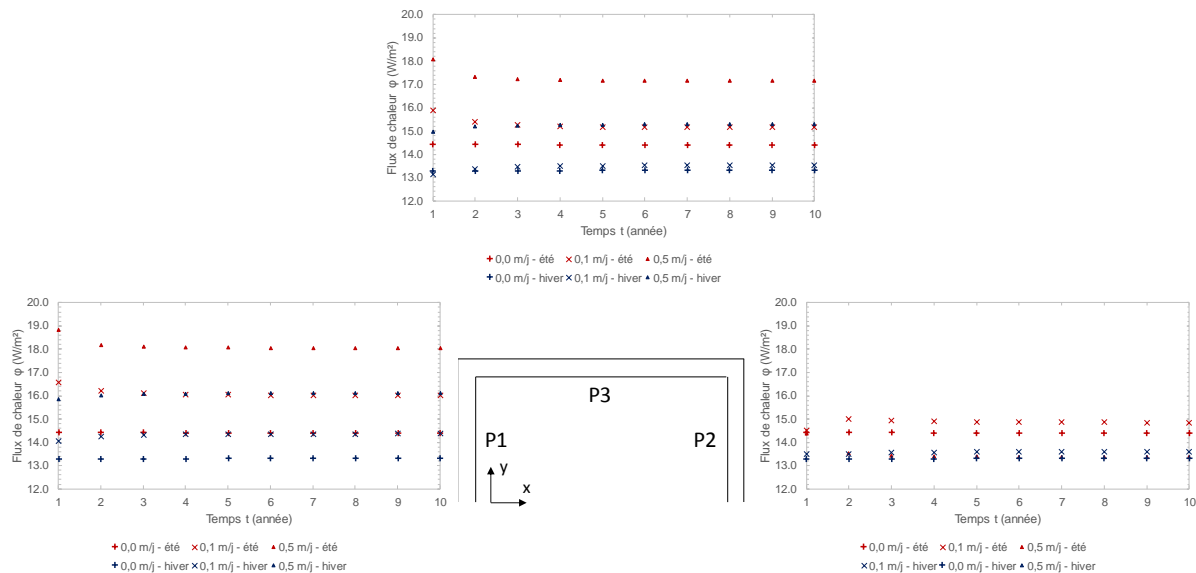 20.0
19.0
18.0
17.0
16.0
15.0
14.0
13.0
12.0
Flux de chaleur φ (W/m²)
1 2 3 4 5 6 7 8 9 10
Temps t (année)
0,0 m/j - été 0,1 m/j - été 0,5 m/j - été
0,0 m/j - hiver 0,1 m/j - hiver 0,5 m/j - hiver
20.0
19.0
18.0
17.0
16.0
15.0
14.0
13.0
12.0
Flux de chaleur φ (W/m²)
1 2 3 4 5 6 7 8 9 10
Temps t (année)
0,0 m/j - été 0,1 m/j - été 0,5 m/j - été
0,0 m/j - hiver 0,1 m/j - hiver 0,5 m/j - hiver
P3
P1
P2
y
x
20.0
19.0
18.0
17.0
16.0
15.0
14.0
13.0
12.0
Flux de chaleur φ (W/m²)
1 2 3 4 5 6 7 8 9 10
Temps t (année)
0,0 m/j - été 0,1 m/j - été 0,5 m/j - été
0,1 m/j - hiver 0,0 m/j - hiver 0,5 m/j - hiver